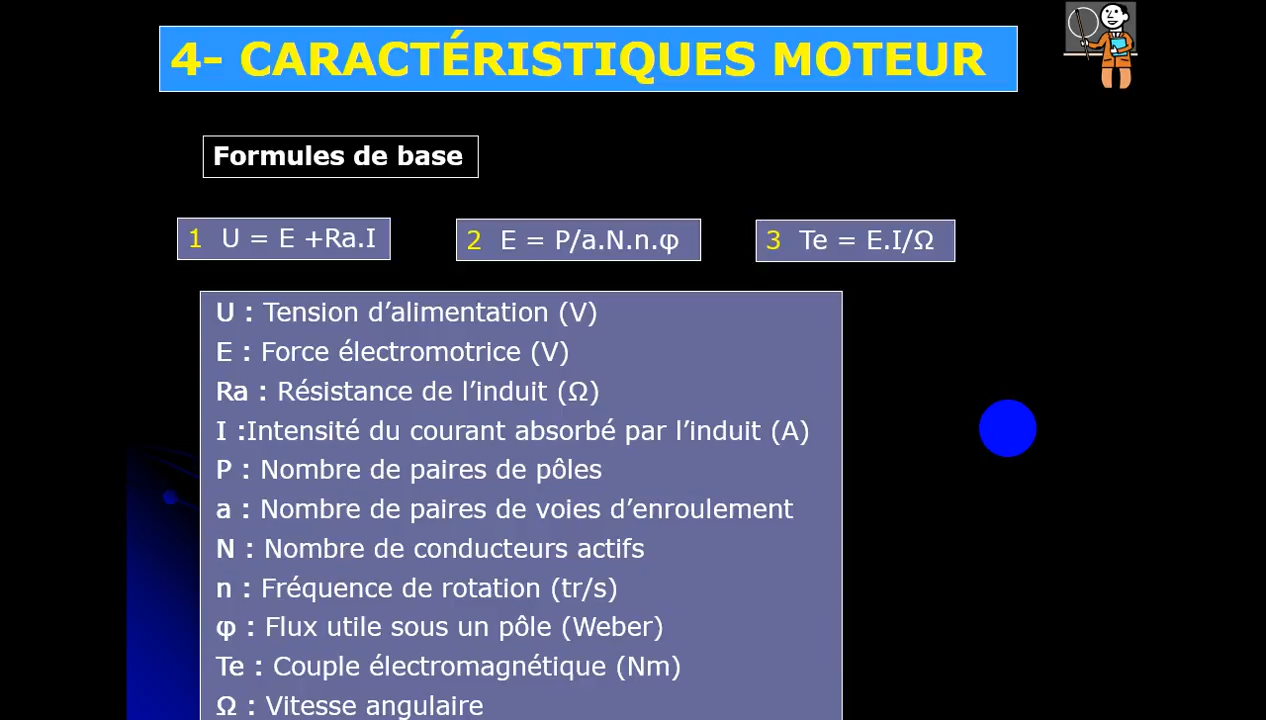 4- CARACTÉRISTIQUES MOTEUR
Formules de base
1 U = E +Ra.I
2 E = P/a.N.n.φ
3 Te = E.I/Ω
U : Tension d’alimentation (V)
E : Force électromotrice (V)
Ra : Résistance de l’induit (Ω)
I :Intensité du courant absorbé par l’induit (A)
P : Nombre de paires de pôles
a : Nombre de paires de voies d’enroulement
N : Nombre de conducteurs actifs
n : Fréquence de rotation (tr/s)
φ : Flux utile sous un pôle (Weber)
Te : Couple électromagnétique (Nm)
Ω : Vitesse angulaire